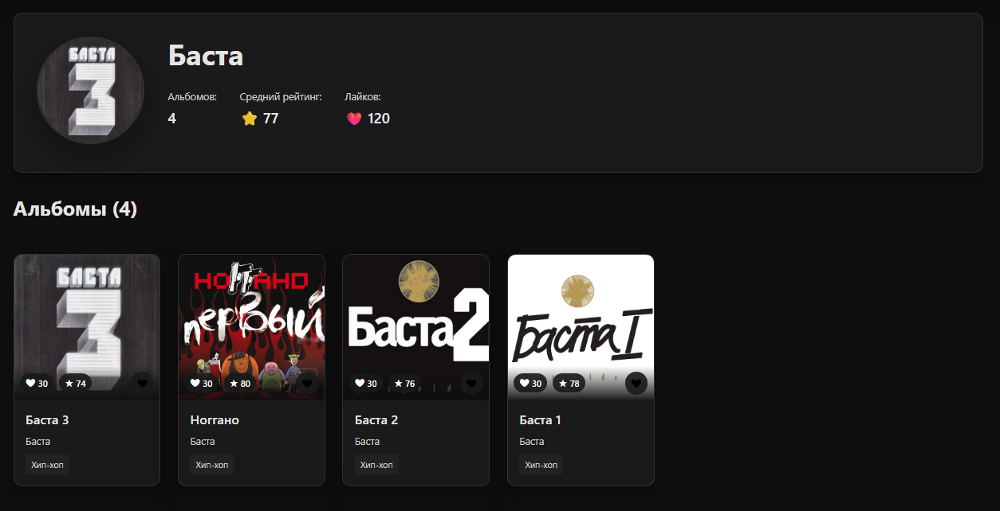 БАСТА
3
Баста
Альбомов: Средний рейтинг: Лайков:
4 77 120
Альбомы (4)
БАСТА
3
30 74
Баста 3
Баста
Хип-хоп
НОГГАНО
первый
30 80
Ноггано
Баста
Хип-хоп
Баста 2
30 76
Баста 2
Баста
Хип-хоп
Баста I
30 78
Баста 1
Баста
Хип-хоп